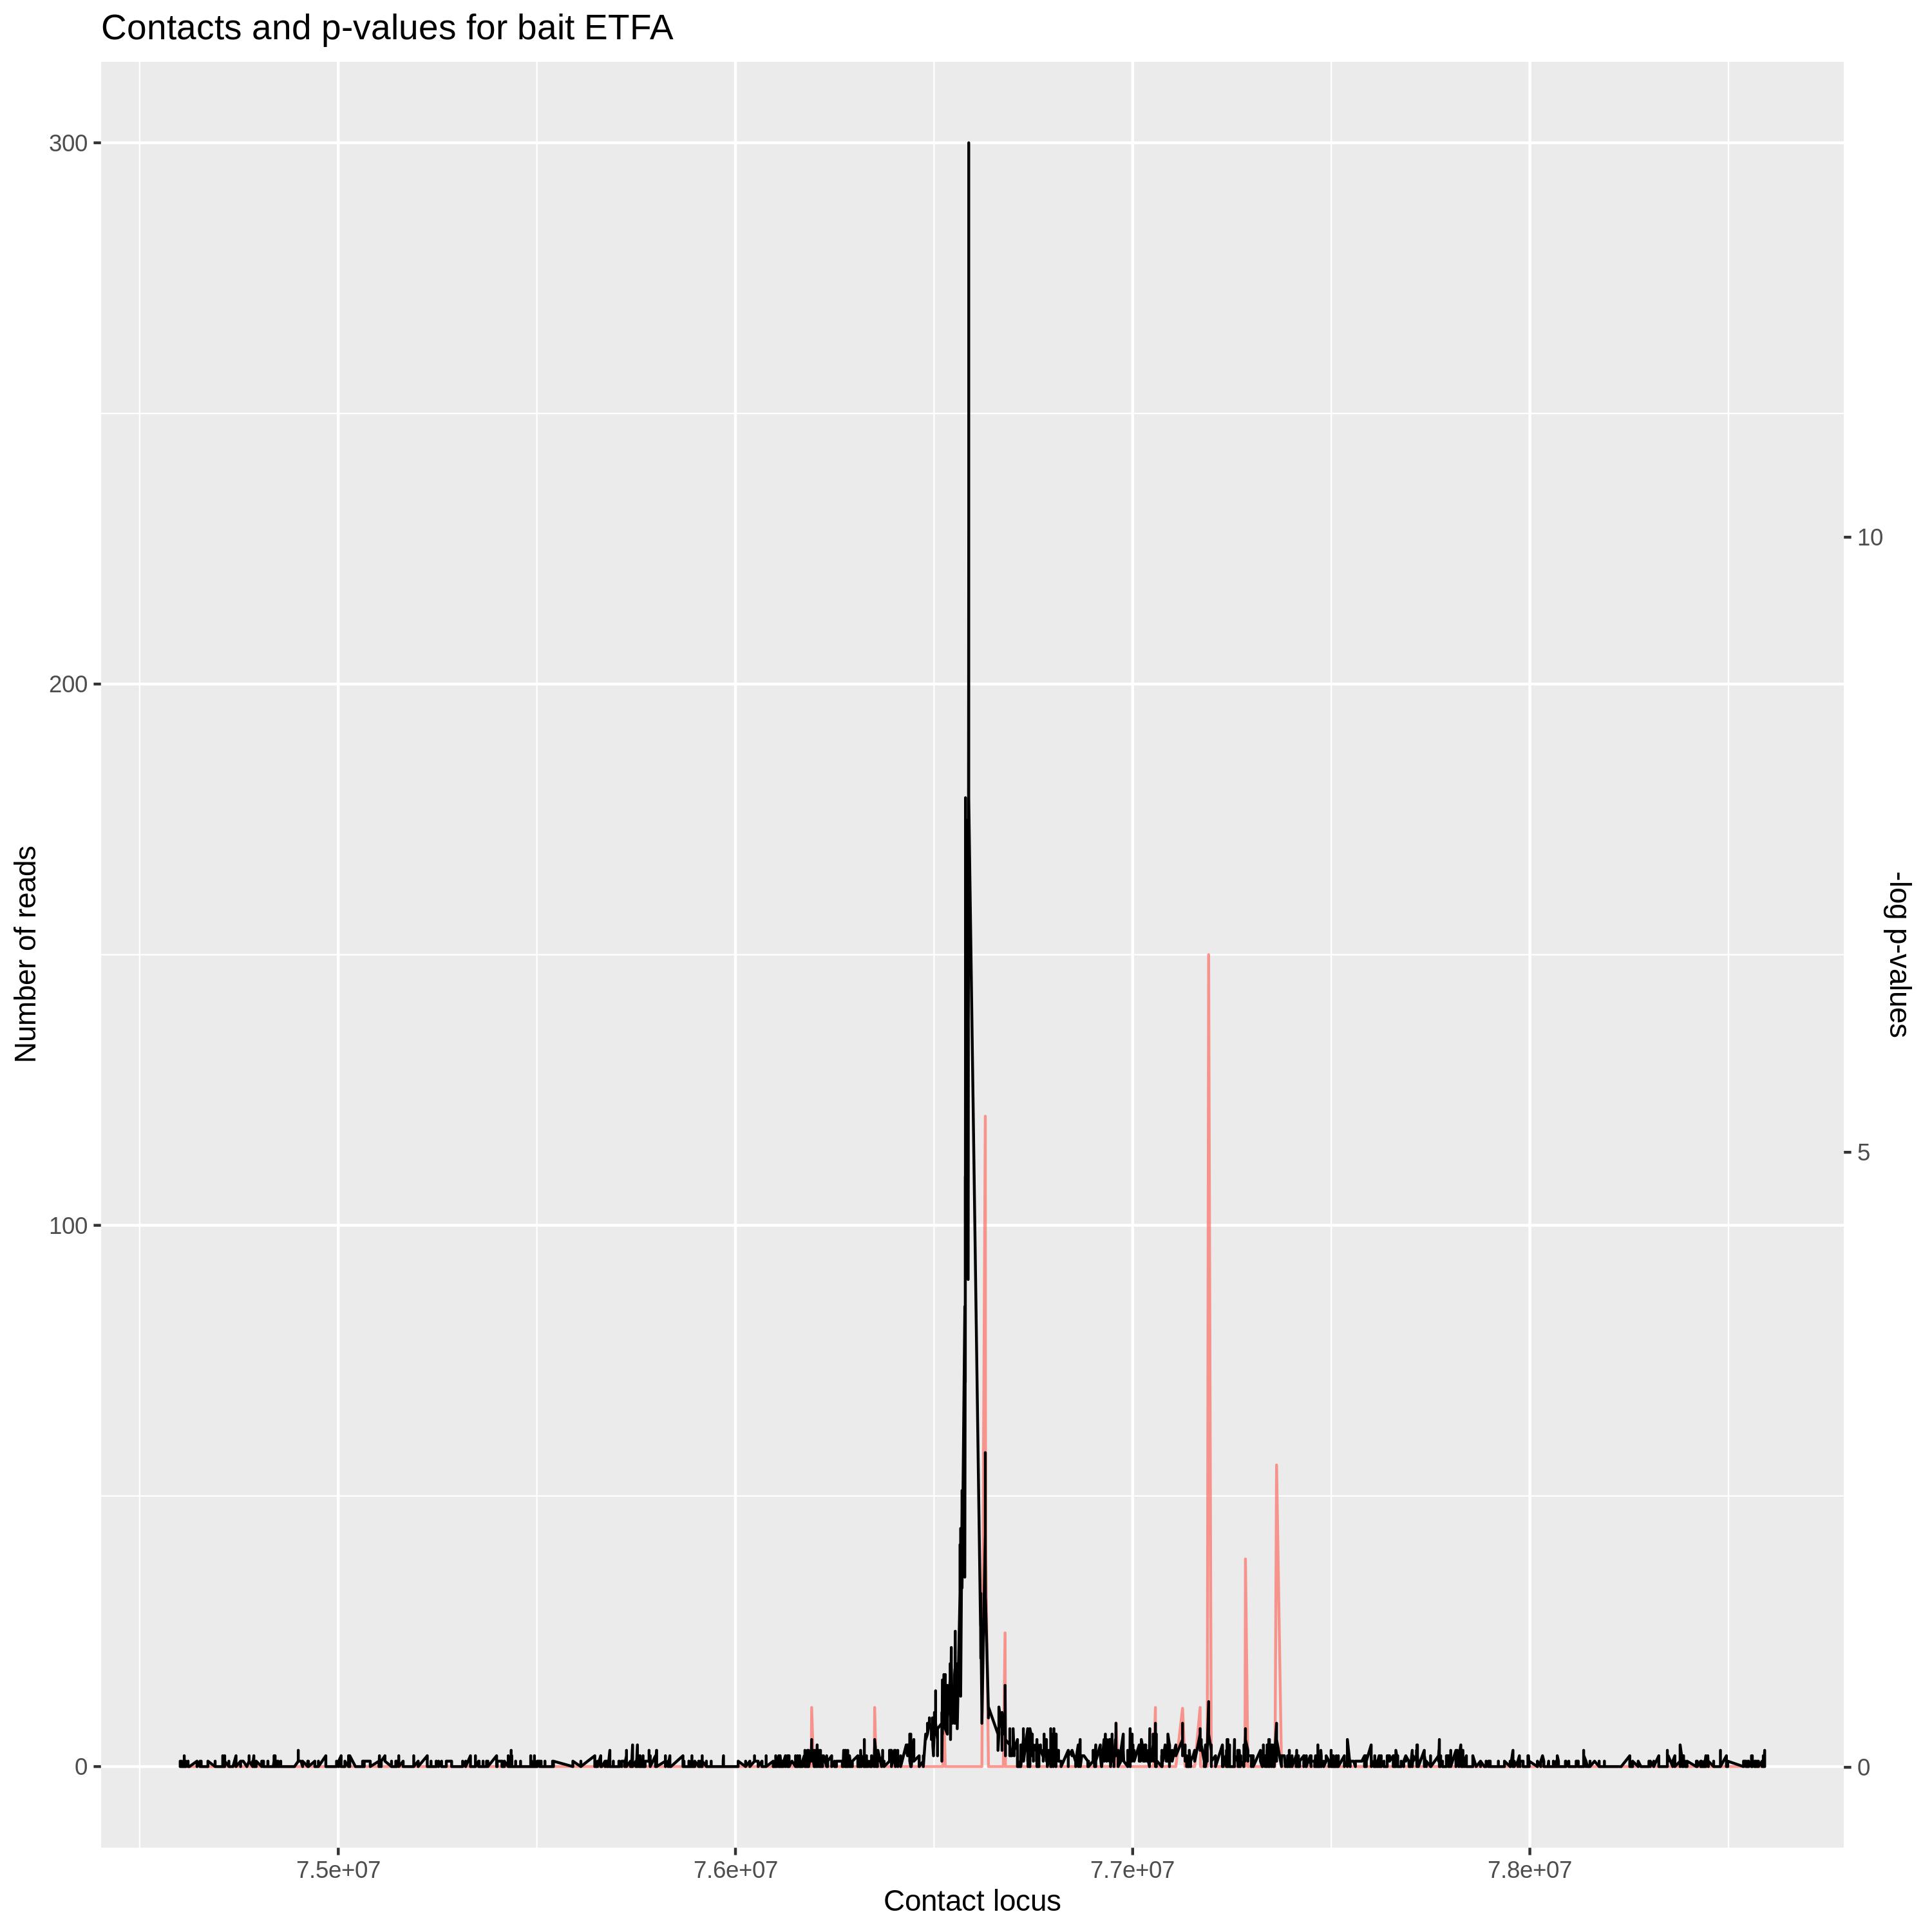 Contacts and p-values for bait ETFA
300
200
100
0
Number of reads
10
5
0
-log p-values
7.5e+07
7.6e+07
7.7e+07
7.8e+07
Contact locus